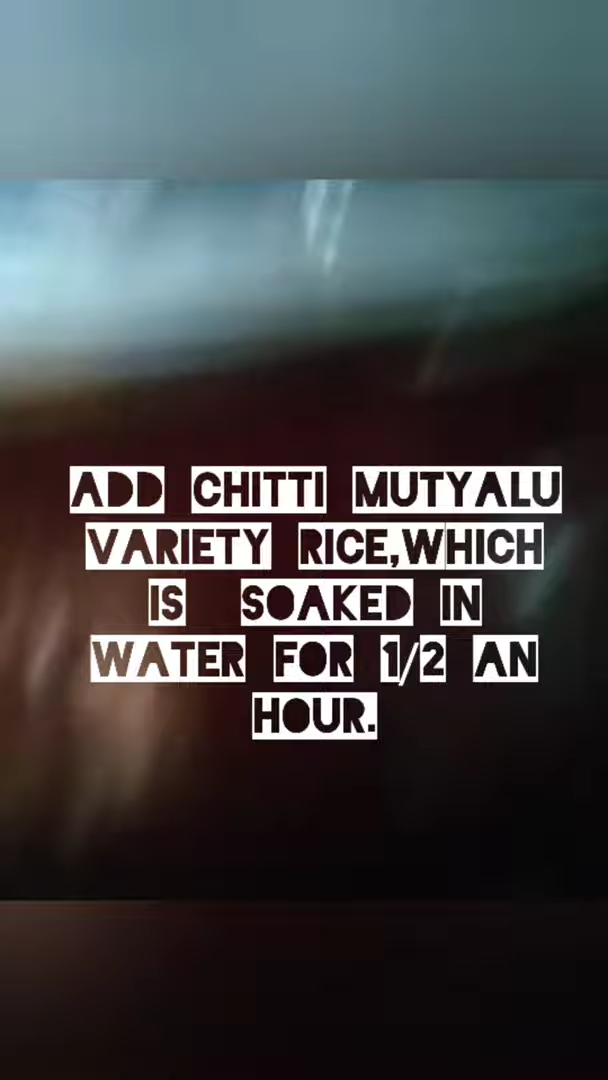 ADD CHITTI MUTYALU
VARIETY RICE,WHICH
IS SOAKED IN
WATER FOR 1/2 AN
HOUR.